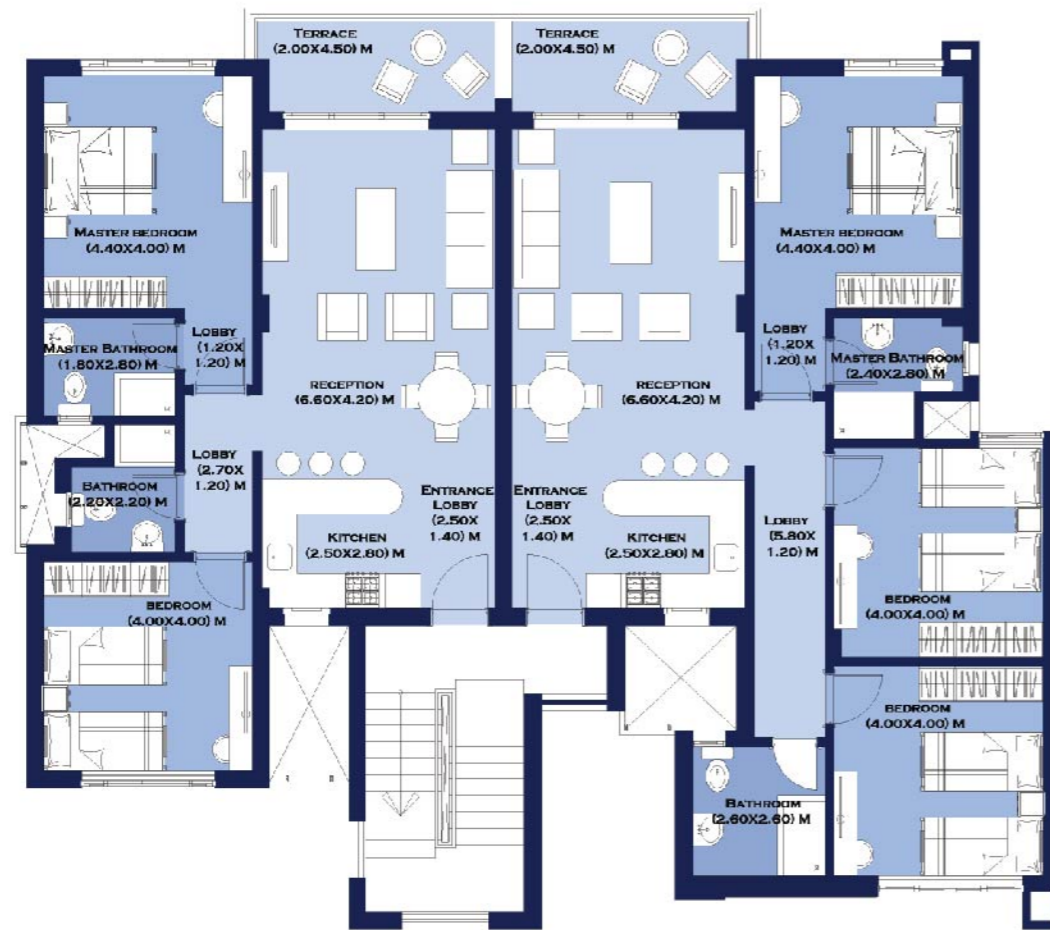 TERRACE
(2.00X4.50) M
TERRACE
(2.00X4.50) M
MASTER BEDROOM
(4.40X4.00) M
MASTER BEDROOM
(4.40X4.00) M
LOBBY
(1.20X
1.20) M
MASTER BATHROOM
(1.80X2.80) M
LOBBY
(1.20X
1.20) M
MASTER BATHROOM
(2.40X2.80) M
RECEPTION
(6.60X4.20) M
RECEPTION
(6.60X4.20) M
LOBBY
(2.70X
1.20) M
BATHROOM
(2.20X2.20) M
ENTRANCE
LOBBY
(2.50X
1.40) M
ENTRANCE
LOBBY
(2.50X
1.40) M
KITCHEN
(2.50X2.80) M
KITCHEN
(2.50X2.80) M
LOBBY
(5.80X
1.20) M
BEDROOM
(4.00X4.00) M
BEDROOM
(4.00X4.00) M
BEDROOM
(4.00X4.00) M
BATHROOM
(2.60X2.60) M